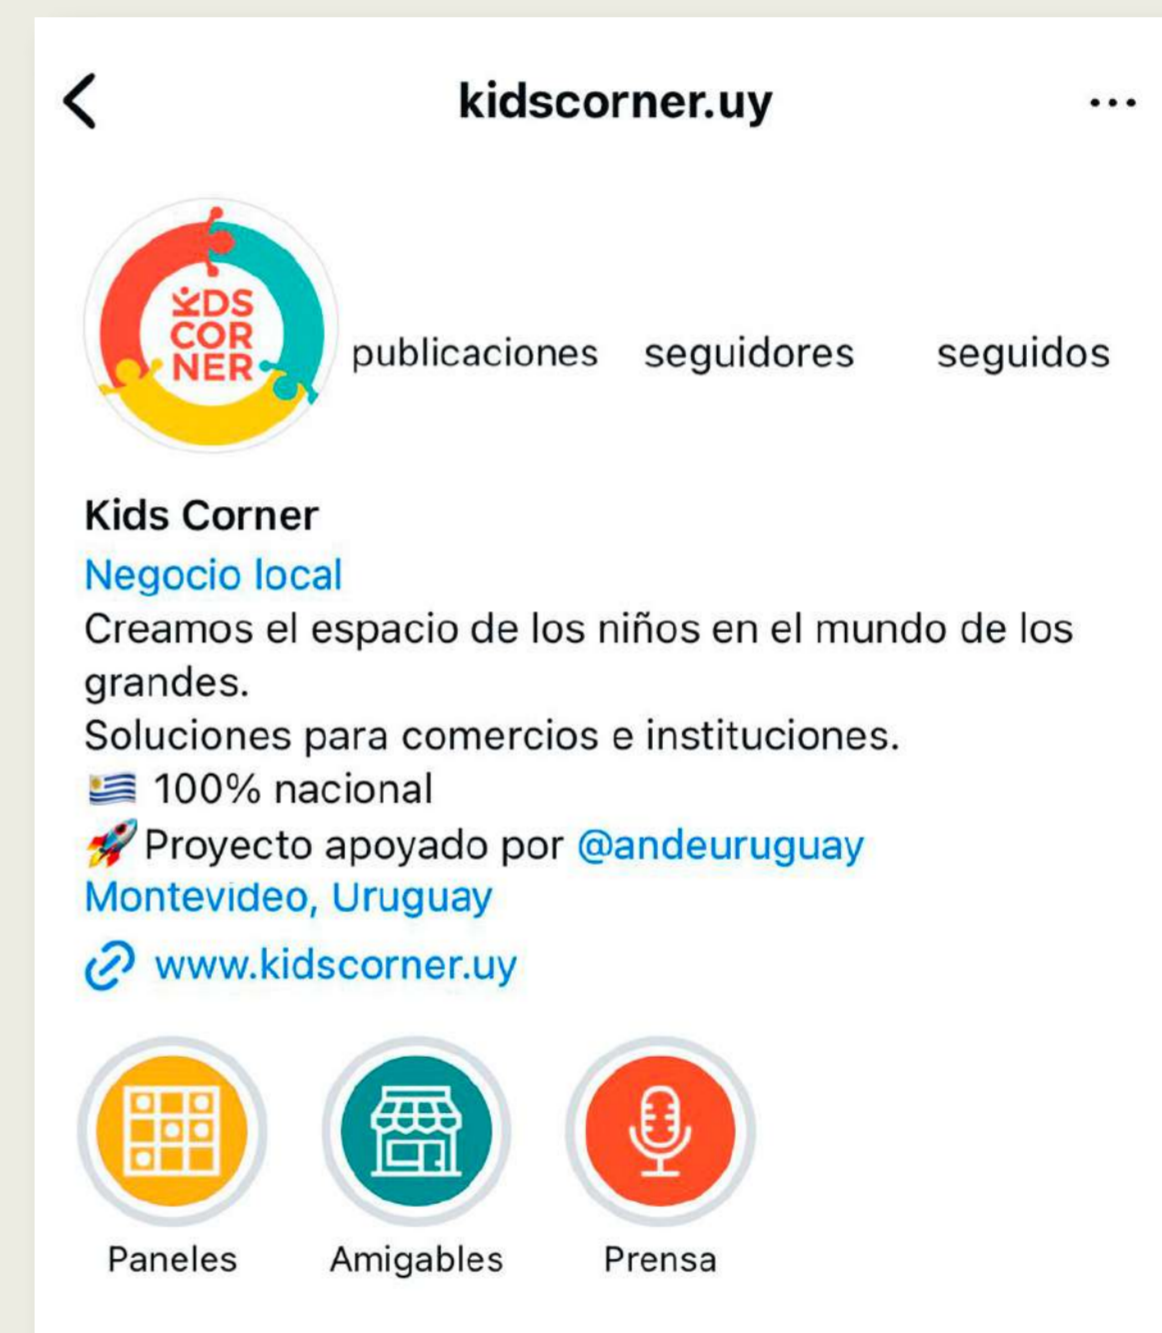 kidscorner.uy
KDS
COR
NER
publicaciones seguidores seguidos
Kids Corner
Negocio local
Creamos el espacio de los niños en el mundo de los
grandes.
Soluciones para comercios e instituciones.
100% nacional
Proyecto apoyado por @andeuruguay
Montevideo, Uruguay
www.kidscorner.uy
Paneles Amigables Prensa